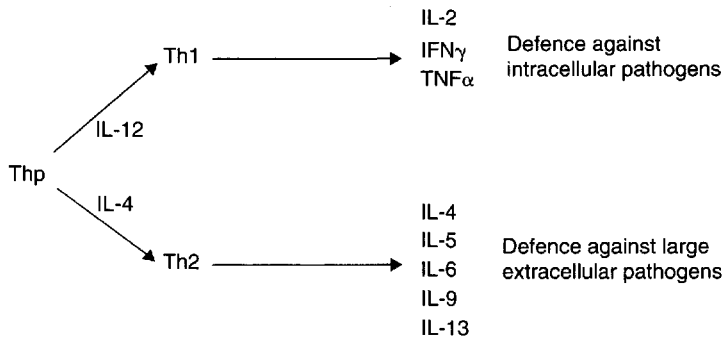 IL-2
Th1
IFNγ
TNFα
Defence against
intracellular pathogens
IL-12
Thp
IL-4
Th2
IL-4
IL-5
IL-6
IL-9
IL-13
Defence against large
extracellular pathogens